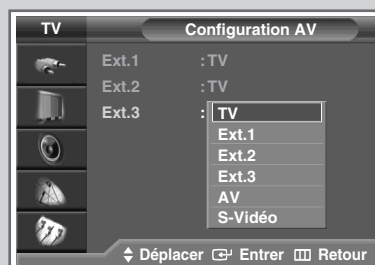 TV Configuration AV
Ext.1 :TV
Ext.2 :TV
Ext.3 : TV
Ext.1
Ext.2
Ext.3
AV
S-Vidéo
Déplacer Entrer Retour